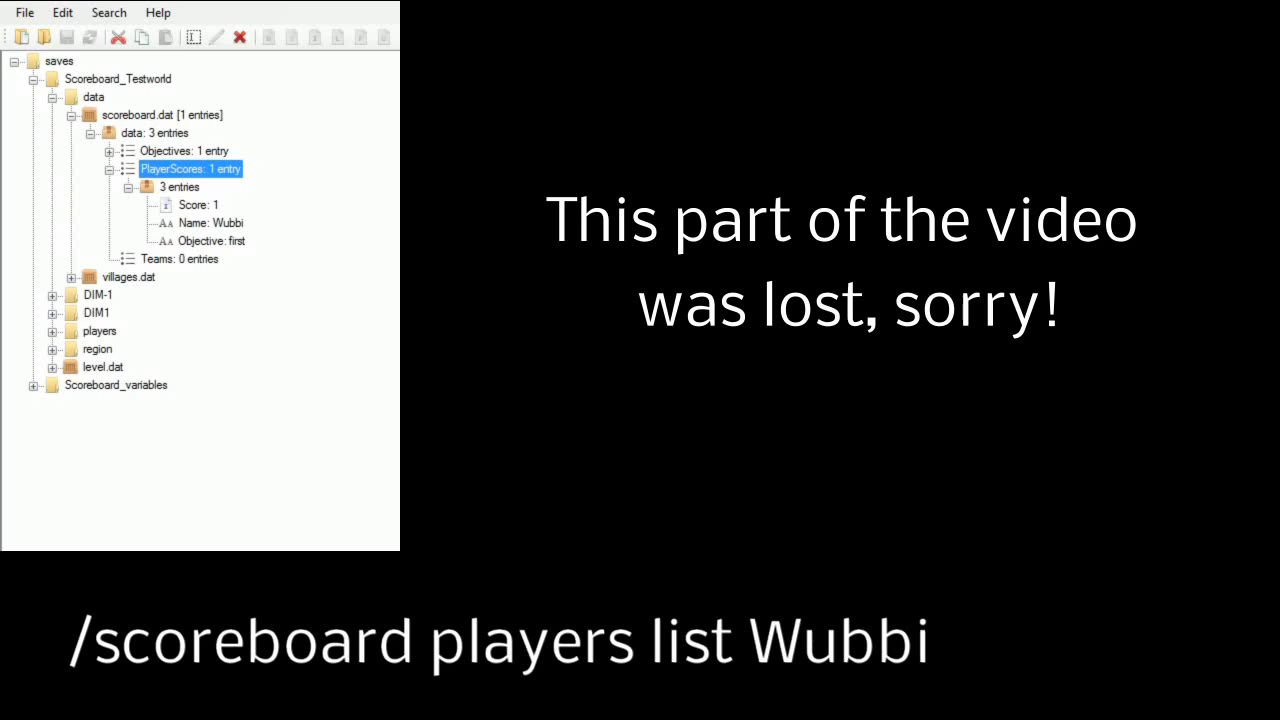 File Edit Search Help
saves
Scoreboard_Testworld
data
scoreboard.dat [1 entries]
data: 3 entries
Objectives: 1 entry
PlayerScores: 1 entry
3 entries
Score: 1
Name: Wubbi
Objective: first
Teams: 0 entries
villages.dat
DIM-1
DIM1
players
region
level.dat
Scoreboard_variables
This part of the video
was lost, sorry!
/scoreboard players list Wubbi